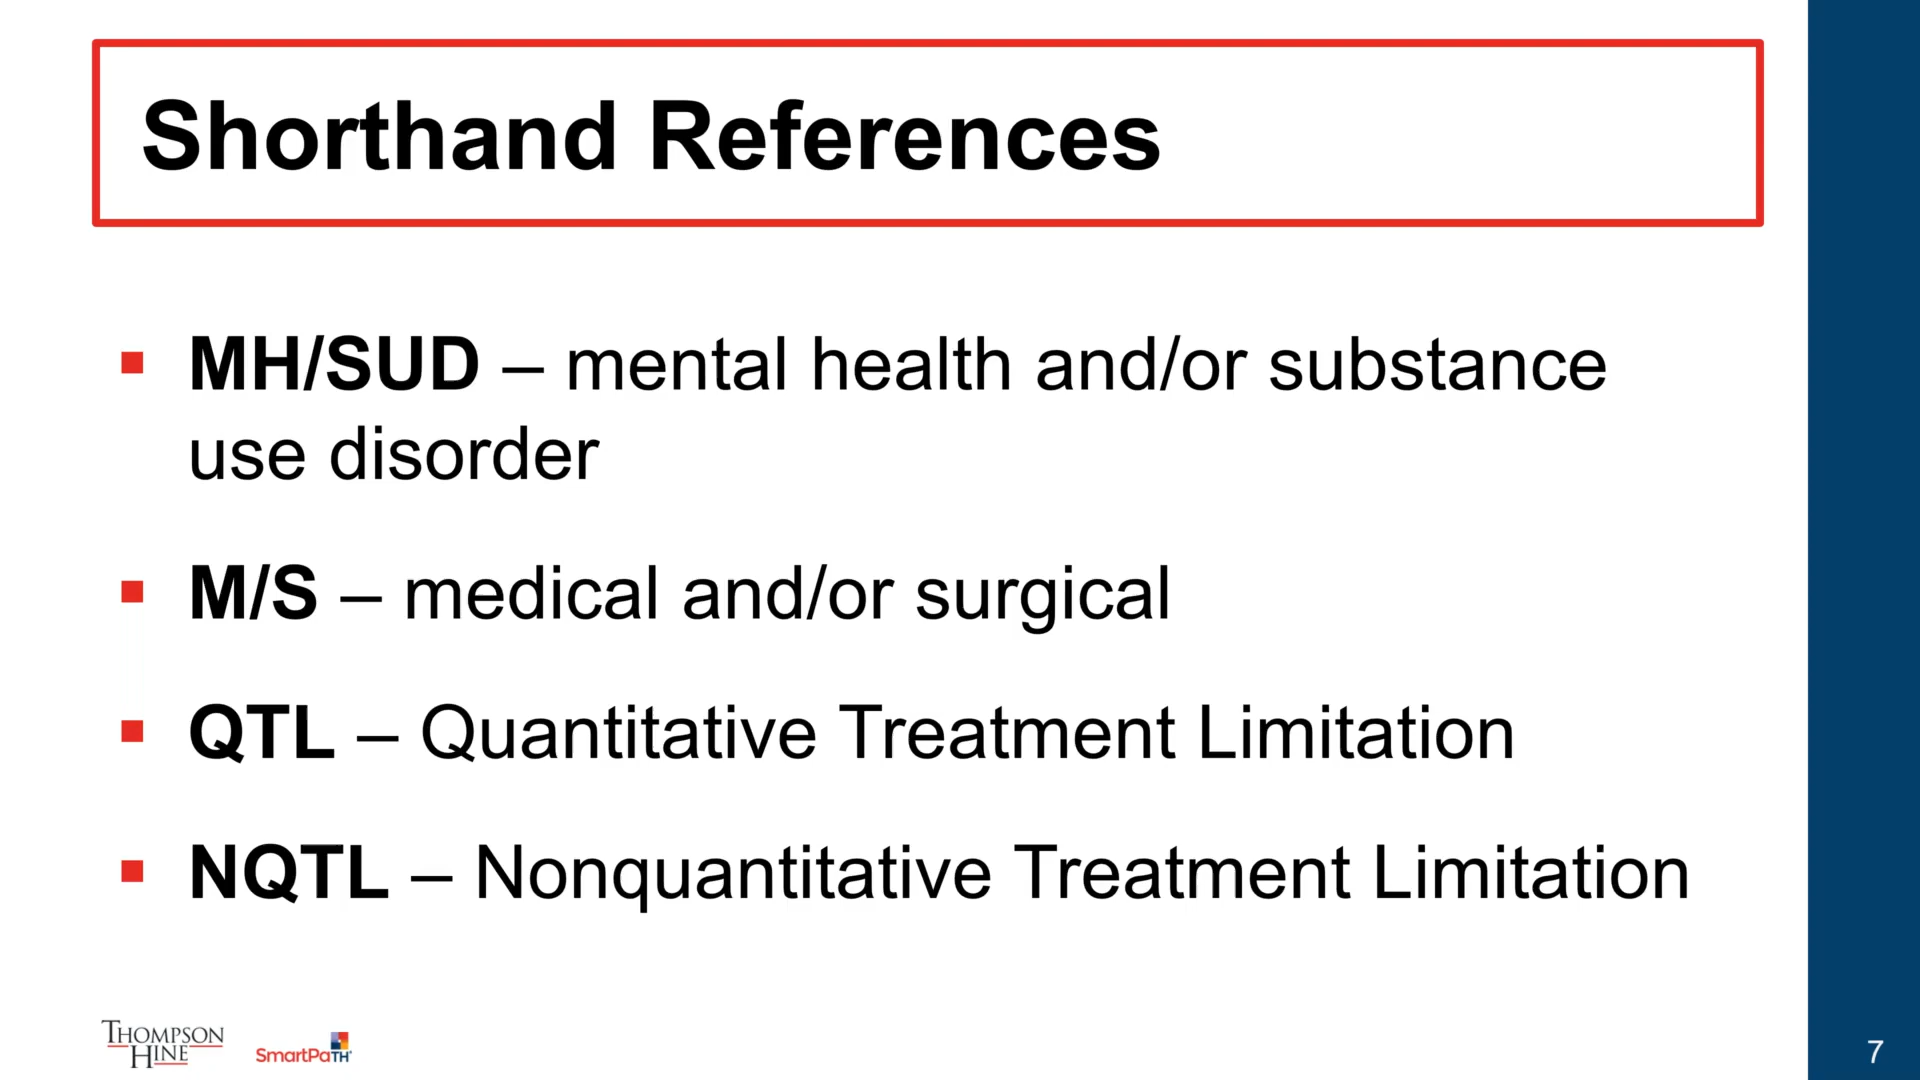 Shorthand References
▪ MH/SUD – mental health and/or substance
use disorder
▪ M/S – medical and/or surgical
▪ QTL – Quantitative Treatment Limitation
▪ NQTL – Nonquantitative Treatment Limitation
THOMPSON
HINE
SmartPaTH
7